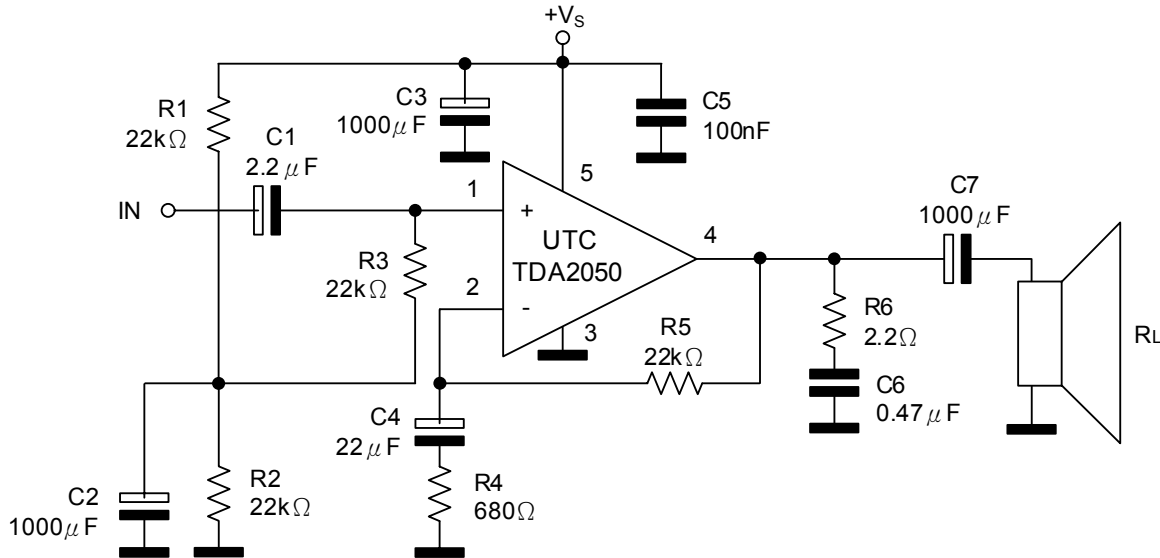 +VS
R1
22kΩ
C1
2.2μF
C3
1000μF
C5
100nF
IN
1
+
5
UTC
TDA2050
4
C7
1000μF
R3
22kΩ
2
-
3
R5
22kΩ
R6
2.2Ω
RL
C4
22μF
C6
0.47μF
C2
1000μF
R2
22kΩ
R4
680Ω